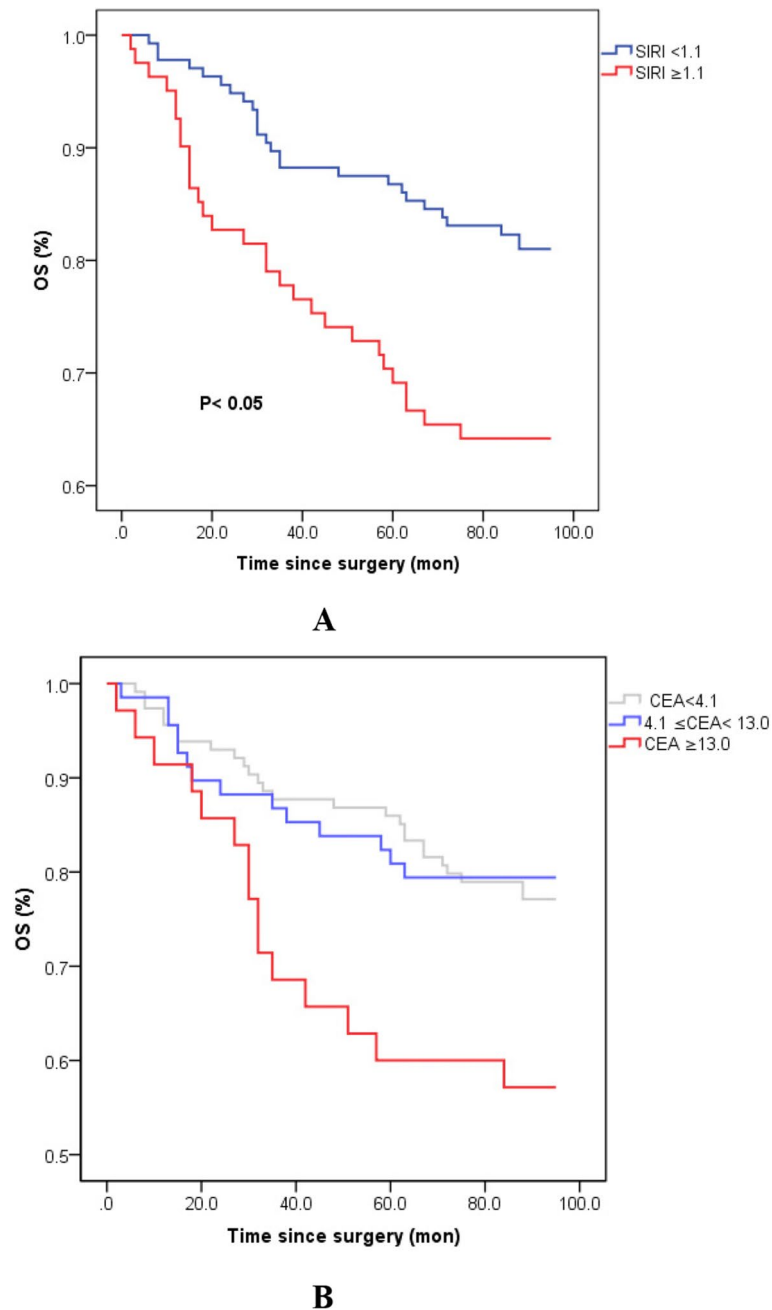 1.0
0.9
0.8
0.7
0.6
OS (%)
SIRI <1.1
SIRI ≥1.1
P< 0.05
.0 20.0 40.0 60.0 80.0 100.0
Time since surgery (mon)
A
1.0
0.9
0.8
0.7
0.6
0.5
OS (%)
CEA<4.1
4.1 ≤CEA< 13.0
CEA ≥13.0
.0 20.0 40.0 60.0 80.0 100.0
Time since surgery (mon)
B